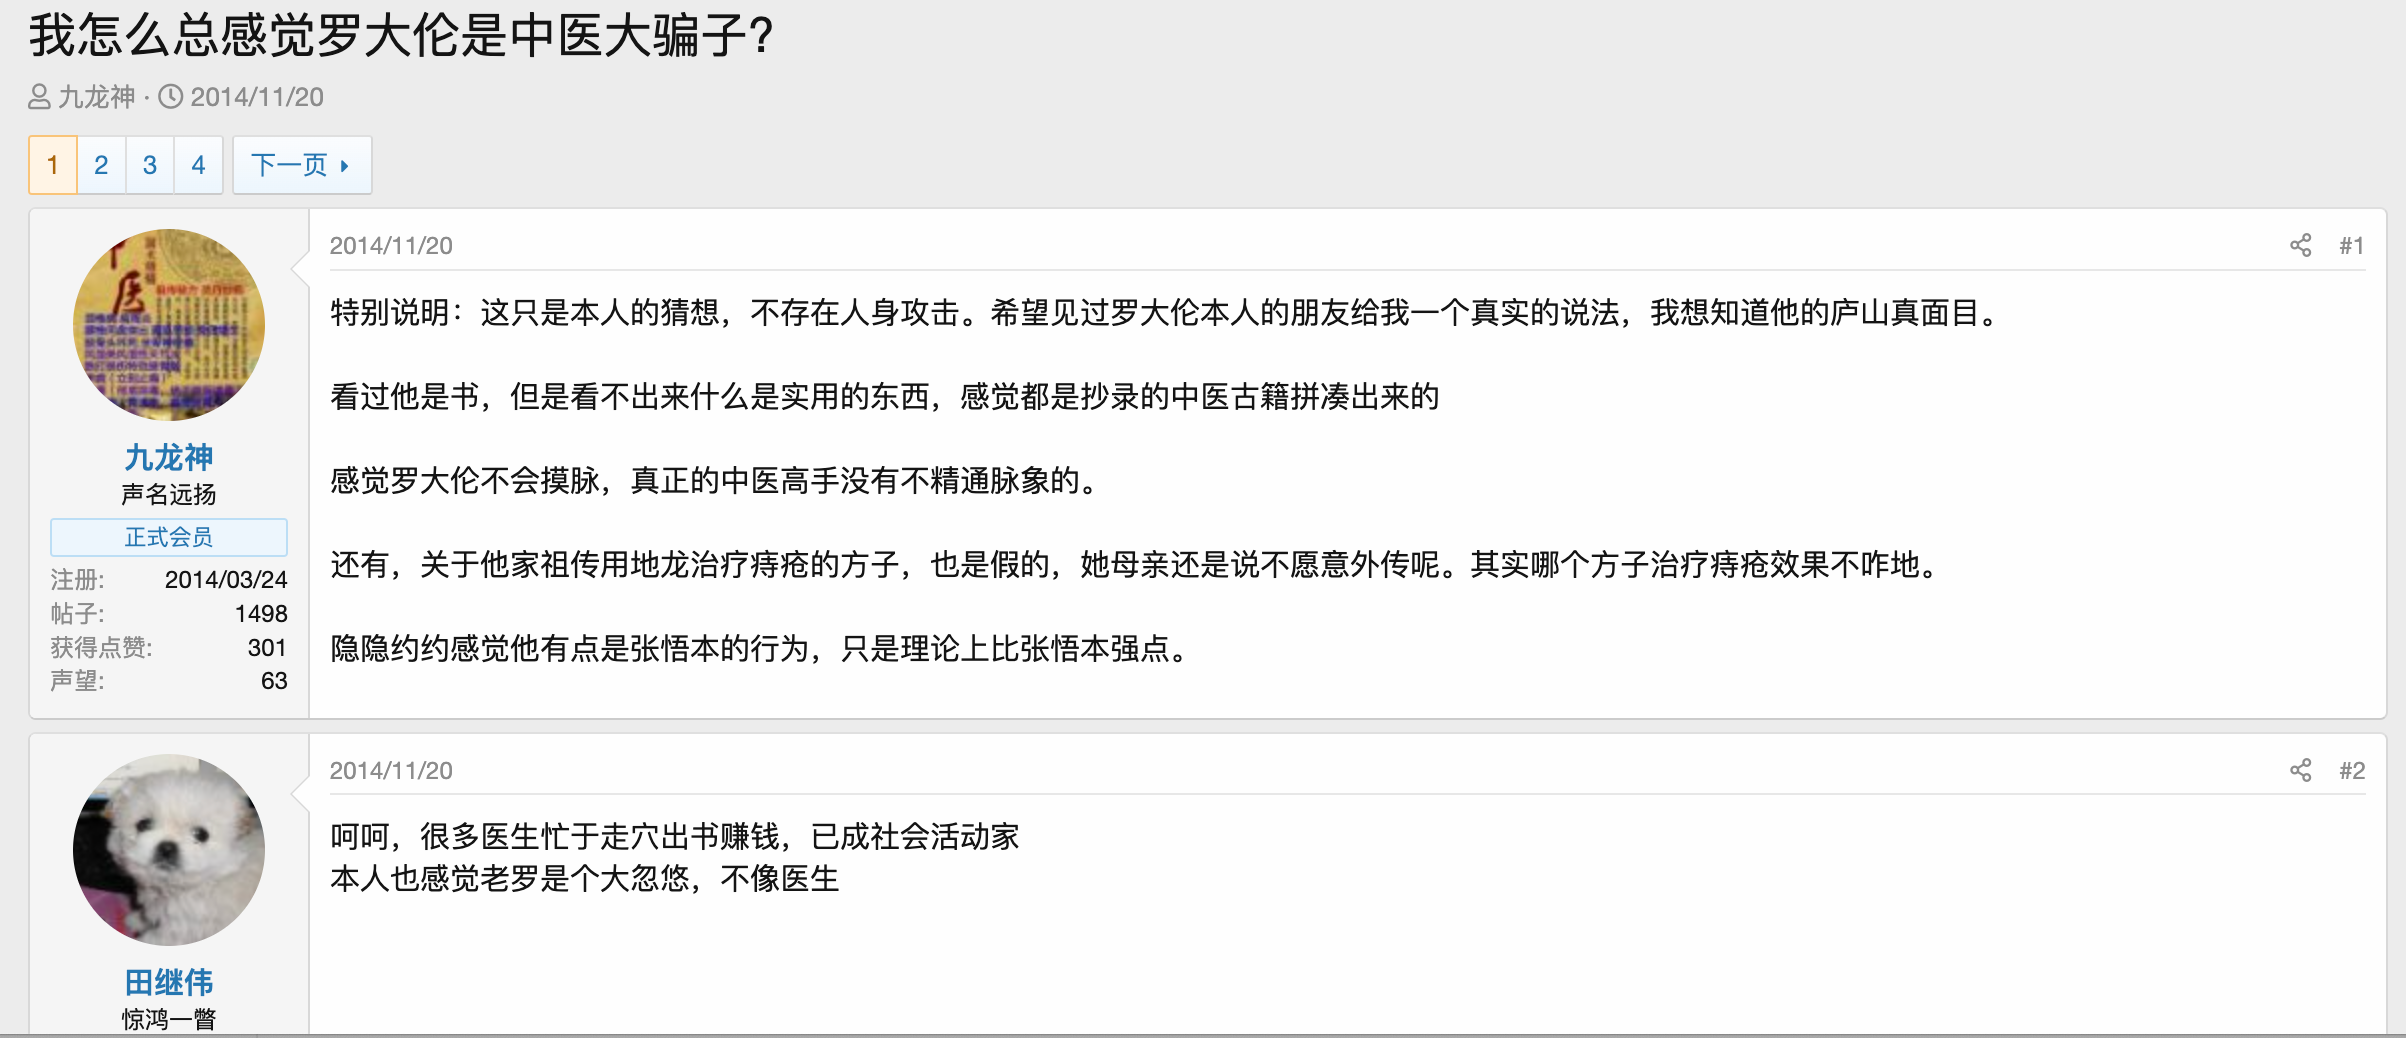 我怎么总感觉罗大伦是中医大骗子?
九龙神 · 2014/11/20
1 2 3 4 下一页
2014/11/20 #1
特别说明：这只是本人的猜想，不存在人身攻击。希望见过罗大伦本人的朋友给我一个真实的说法，我想知道他的庐山真面目。
看过他是书，但是看不出来什么是实用的东西，感觉都是抄录的中医古籍拼凑出来的
感觉罗大伦不会摸脉，真正的中医高手没有不精通脉象的。
还有，关于他家祖传用地龙治疗痔疮的方子，也是假的，她母亲还是说不愿意外传呢。其实哪个方子治疗痔疮效果不咋地。
隐隐约约感觉他有点是张悟本的行为，只是理论上比张悟本强点。
医
九龙神
声名远扬
正式会员
注册: 2014/03/24
帖子: 1498
获得点赞: 301
声望: 63
2014/11/20 #2
呵呵，很多医生忙于走穴出书赚钱，已成社会活动家
本人也感觉老罗是个大忽悠，不像医生
田继伟
惊鸿一瞥